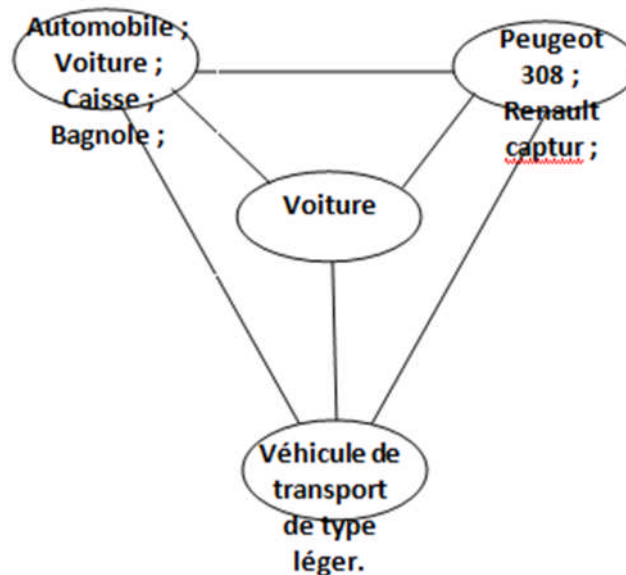 Automobile ;
Voiture ;
Caisse ;
Bagnole ;
Peugeot
308 ;
Renault
captur ;
Voiture
Véhicule de
transport
de type
léger.